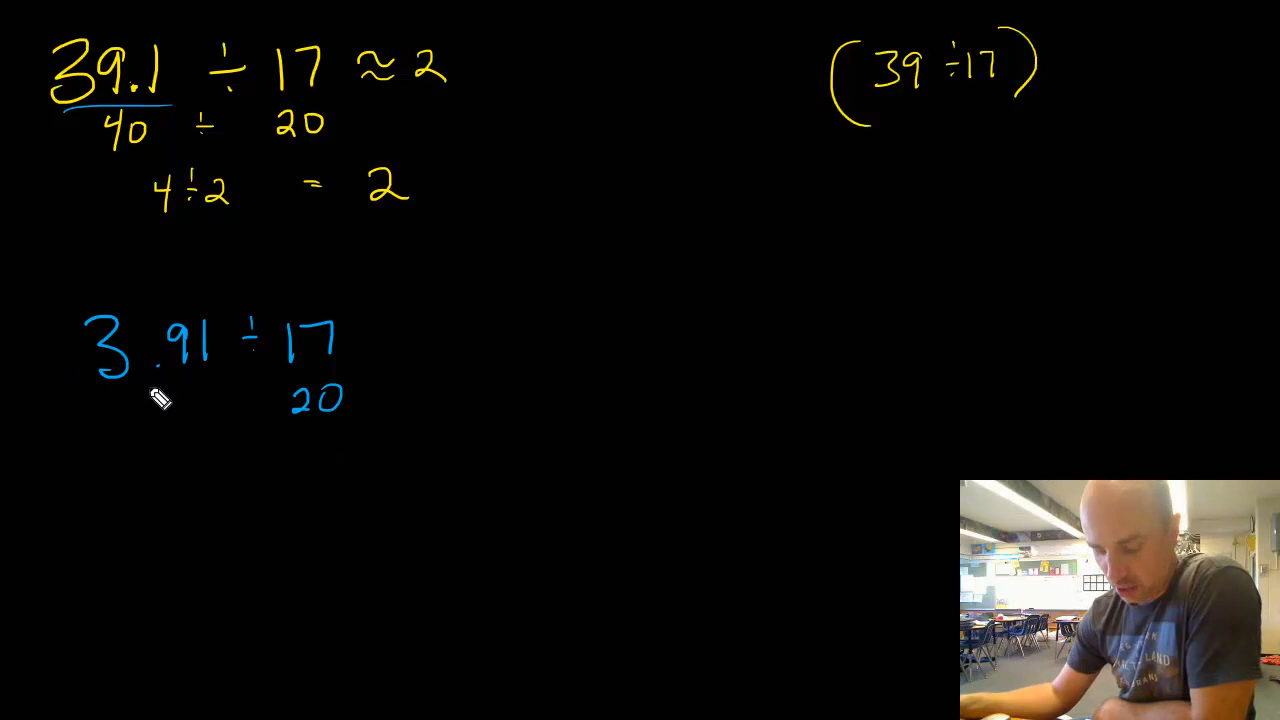 39.1 ÷ 17 ≈ 2
(39 ÷ 17)
40 ÷ 20
4 ÷ 2 = 2
3.91 ÷ 17
20